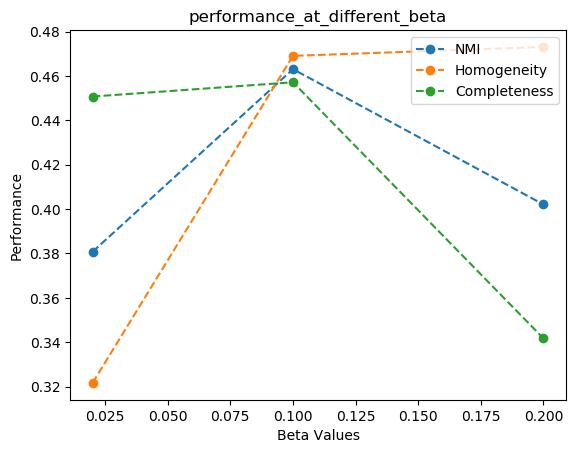 performance_at_different_beta
0.48
0.46
0.44
0.42
0.40
0.38
0.36
0.34
0.32
Performance
NMI
Homogeneity
Completeness
0.025 0.050 0.075 0.100 0.125 0.150 0.175 0.200
Beta Values